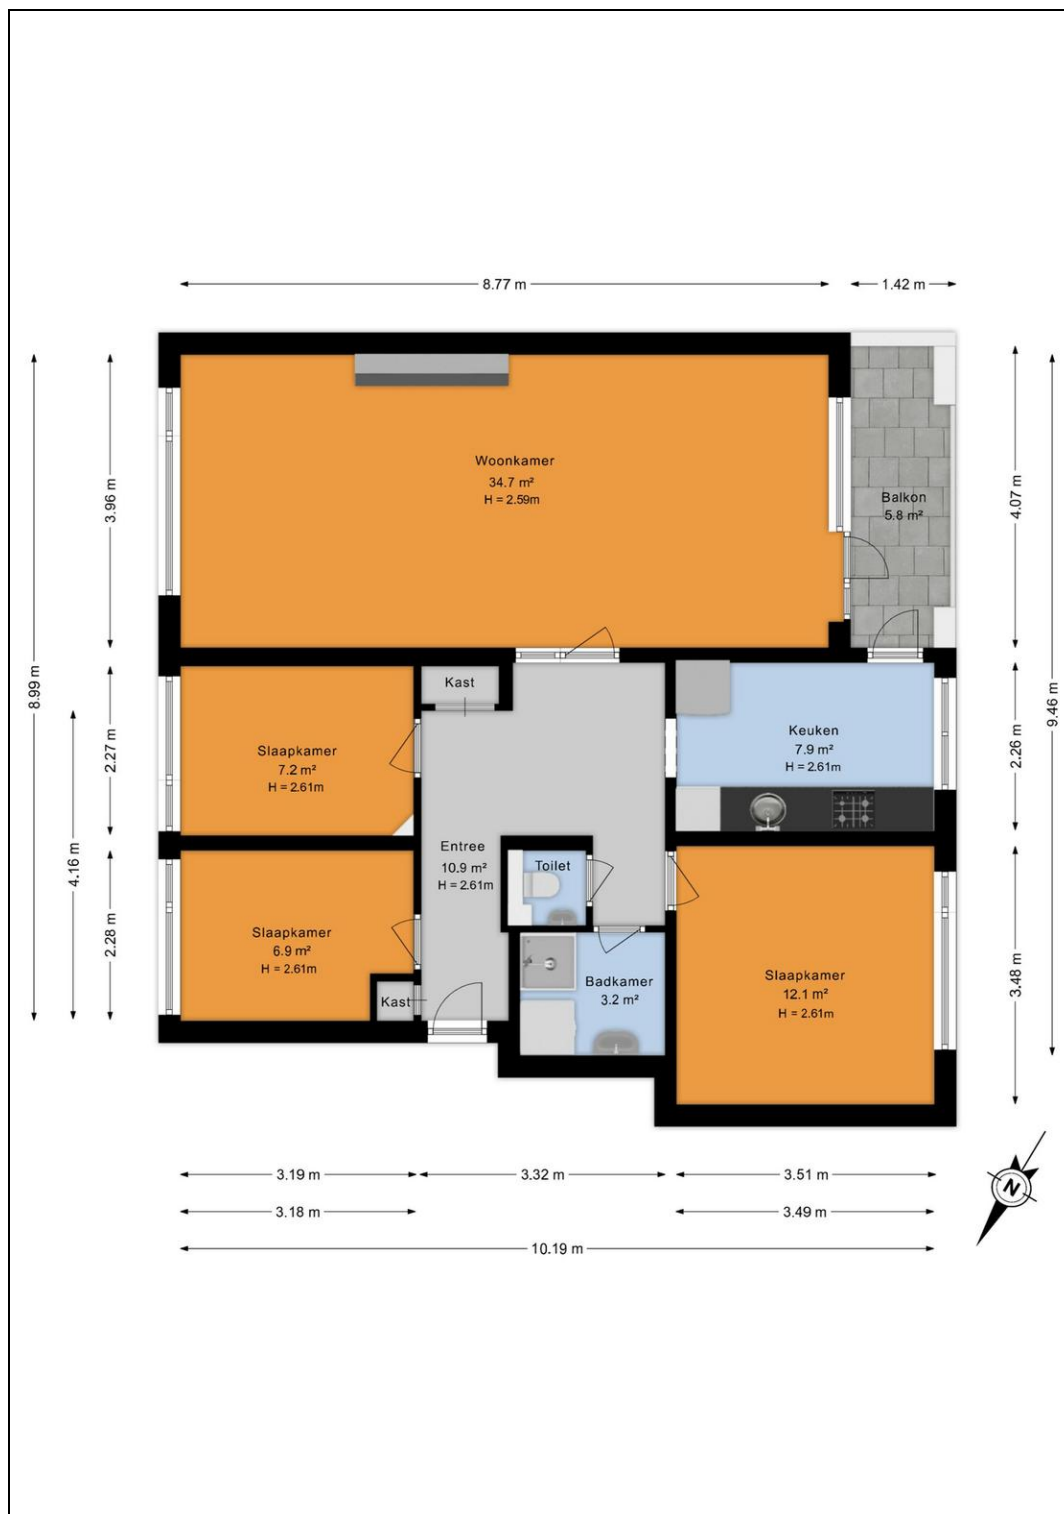 8.77 m
1.42 m
8.99 m
3.96 m
2.27 m
4.16 m
2.28 m
4.07 m
9.46 m
2.26 m
3.48 m
Woonkamer
34.7 m²
H = 2.59m
Balkon
5.8 m²
Kast
Slaapkamer
7.2 m²
H = 2.61m
Keuken
7.9 m²
H = 2.61m
Entree
10.9 m²
H = 2.61m
Toilet
Slaapkamer
6.9 m²
H = 2.61m
Kast
Badkamer
3.2 m²
Slaapkamer
12.1 m²
H = 2.61m
3.19 m
3.32 m
3.51 m
3.18 m
3.49 m
10.19 m
N